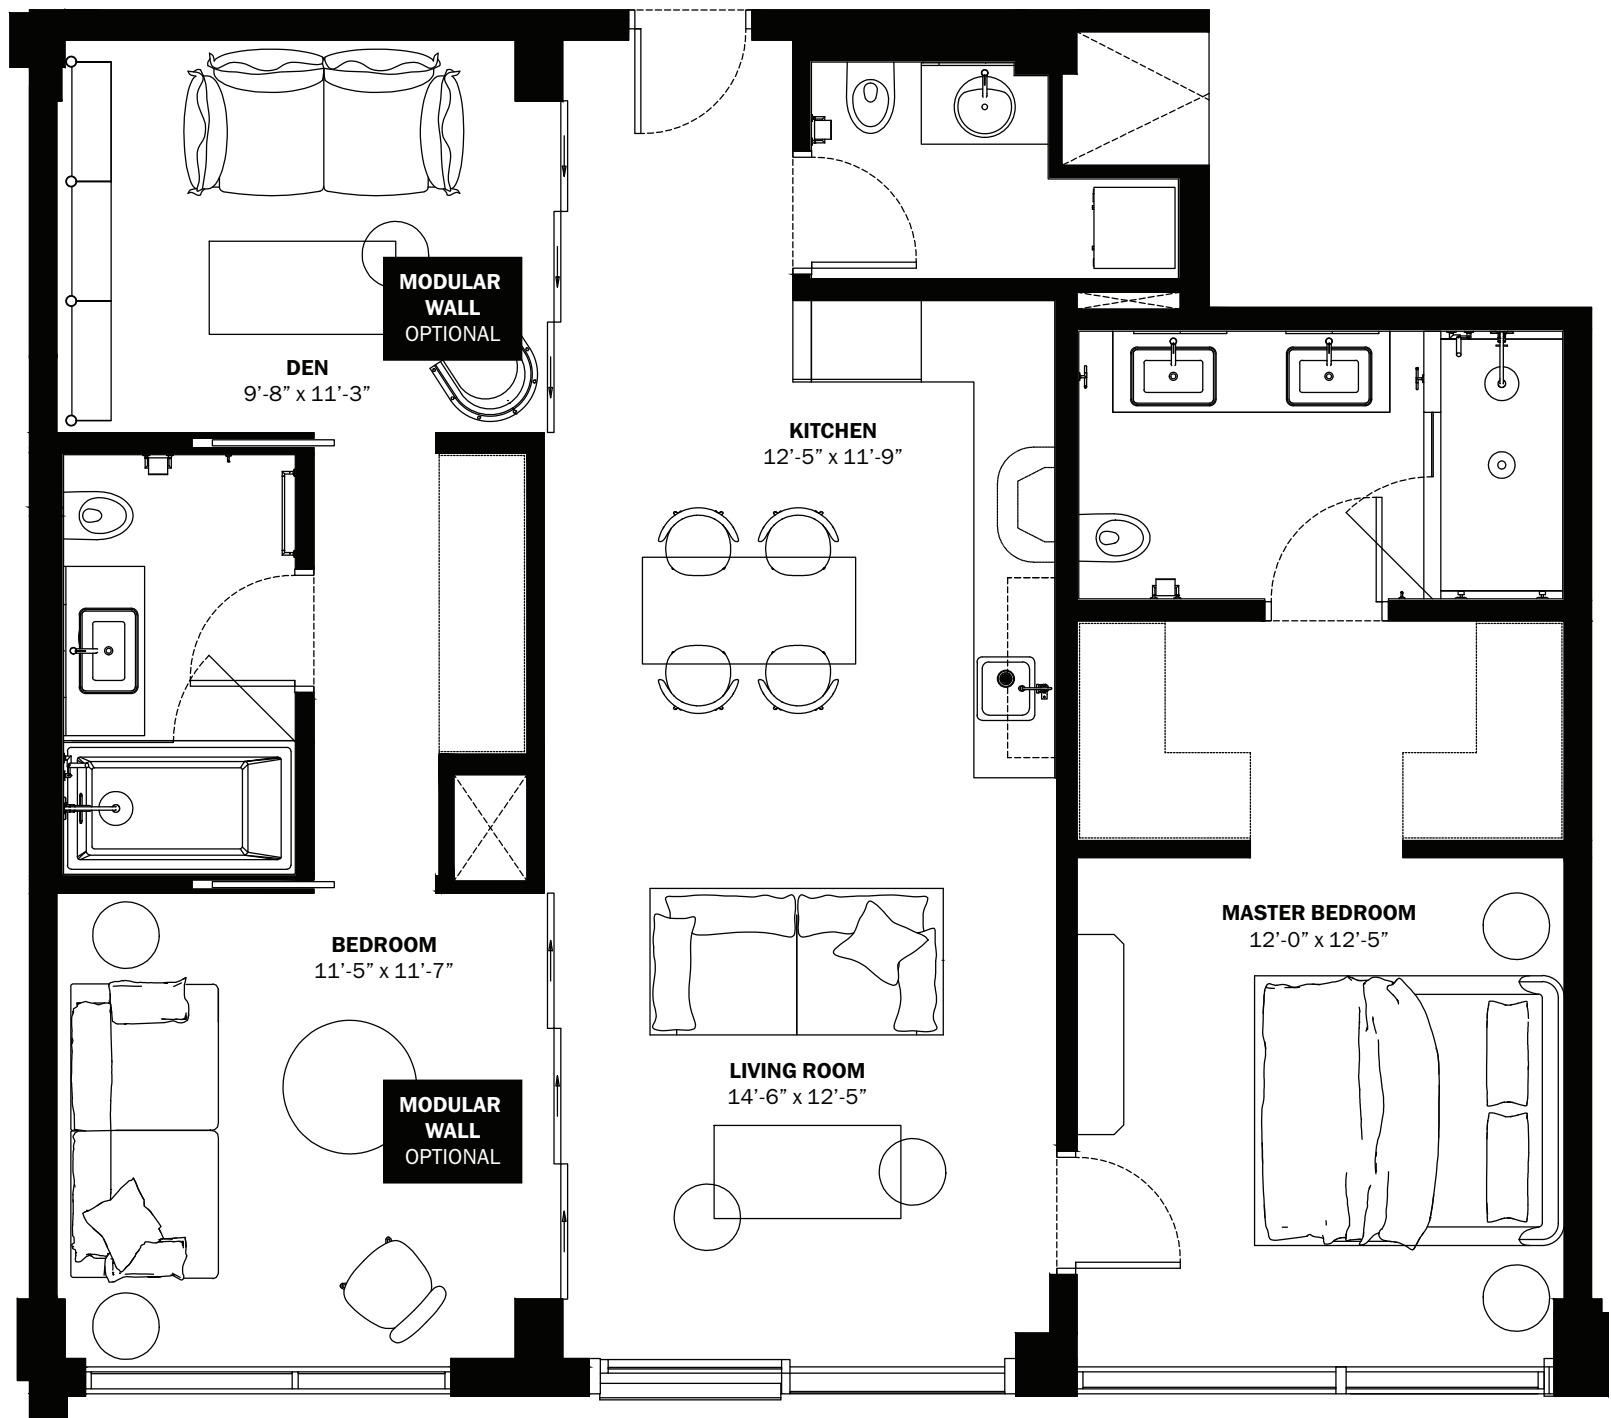 MODULAR
WALL
OPTIONAL
DEN
9’-8” x 11’-3”
KITCHEN
12’-5” x 11’-9”
MASTER BEDROOM
12’-0” x 12’-5”
BEDROOM
11’-5” x 11’-7”
LIVING ROOM
14’-6” x 12’-5”
MODULAR
WALL
OPTIONAL